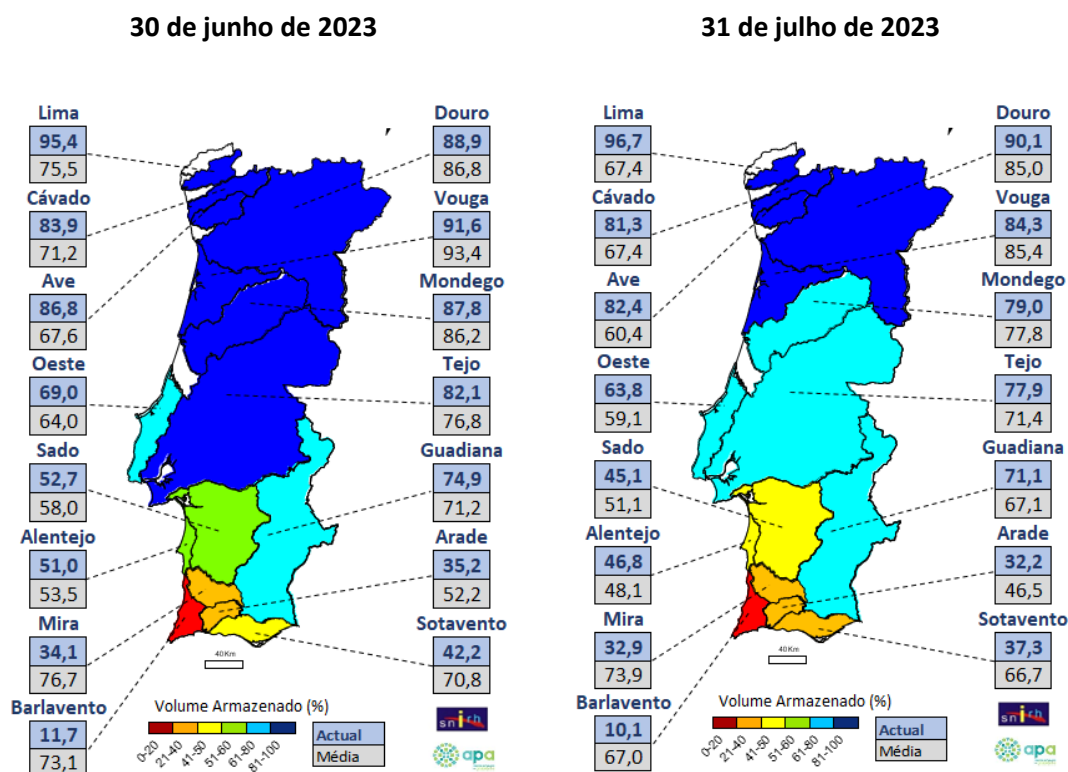 30 de junho de 2023
Lima
95,4
75,5
Cávado
83,9
71,2
Ave
86,8
67,6
Oeste
69,0
64,0
Sado
52,7
58,0
Alentejo
51,0
53,5
Mira
34,1
76,7
Barlavento
11,7
73,1
Douro
88,9
86,8
Vouga
91,6
93,4
Mondego
87,8
86,2
Tejo
82,1
76,8
Guadiana
74,9
71,2
Arade
35,2
52,2
Sotavento
42,2
70,8
40 Km
Volume Armazenado (%)
0-20
21-40
41-50
51-60
61-80
81-100
Actual
Média
snirh
apa
31 de julho de 2023
Lima
96,7
67,4
Cávado
81,3
67,4
Ave
82,4
60,4
Oeste
63,8
59,1
Sado
45,1
51,1
Alentejo
46,8
48,1
Mira
32,9
73,9
Barlavento
10,1
67,0
Douro
90,1
85,0
Vouga
84,3
85,4
Mondego
79,0
77,8
Tejo
77,9
71,4
Guadiana
71,1
67,1
Arade
32,2
46,5
Sotavento
37,3
66,7
40 Km
Volume Armazenado (%)
0-20
21-40
41-50
51-60
61-80
81-100
Actual
Média
snirh
apa